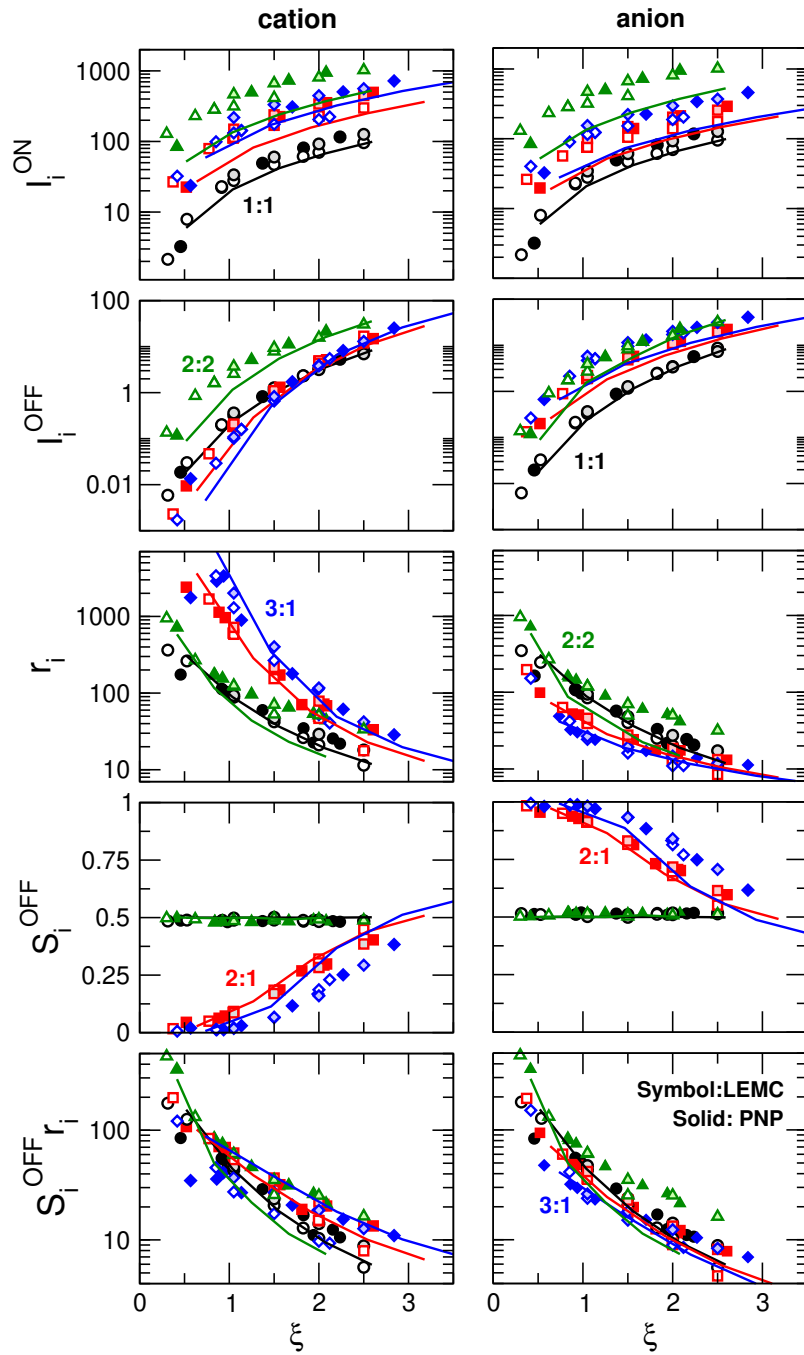 cation anion
1000
100
10
I_i^ON
1:1
100
1
0.01
I_i^OFF
2:2
1:1
1000
100
10
r_i
3:1
2:2
1
0.75
0.5
0.25
0
S_i^OFF
2:1
2:1
100
10
S_i^OFF r_i
Symbol:LEMC
Solid: PNP
3:1
0 1 2 3 0 1 2 3
ξ ξ